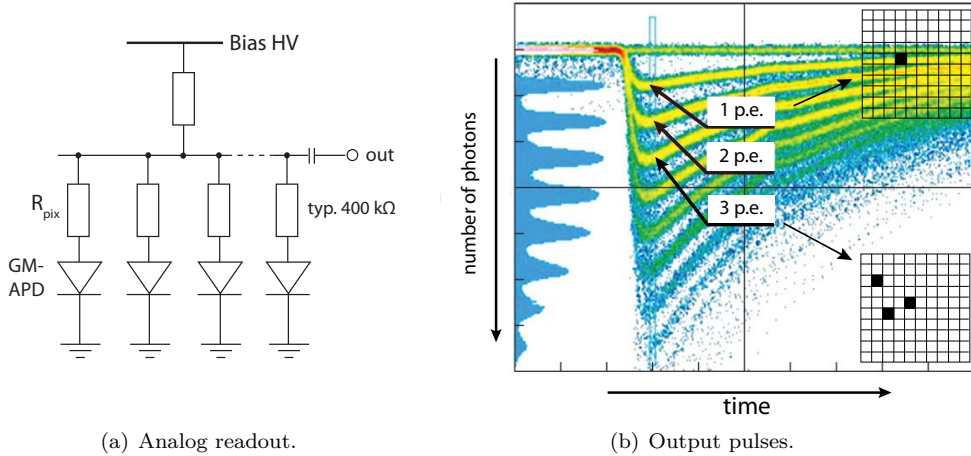 Bias HV
out
R_pix
typ. 400 kΩ
GM-
APD
(a) Analog readout.
number of photons
1 p.e.
2 p.e.
3 p.e.
time
(b) Output pulses.